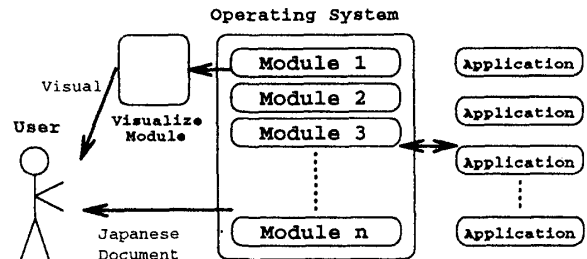 Operating System
Module 1
Module 2
Module 3
Module n
Visual
Visualize
Module
User
Japanese
Document
Application
Application
Application
Application